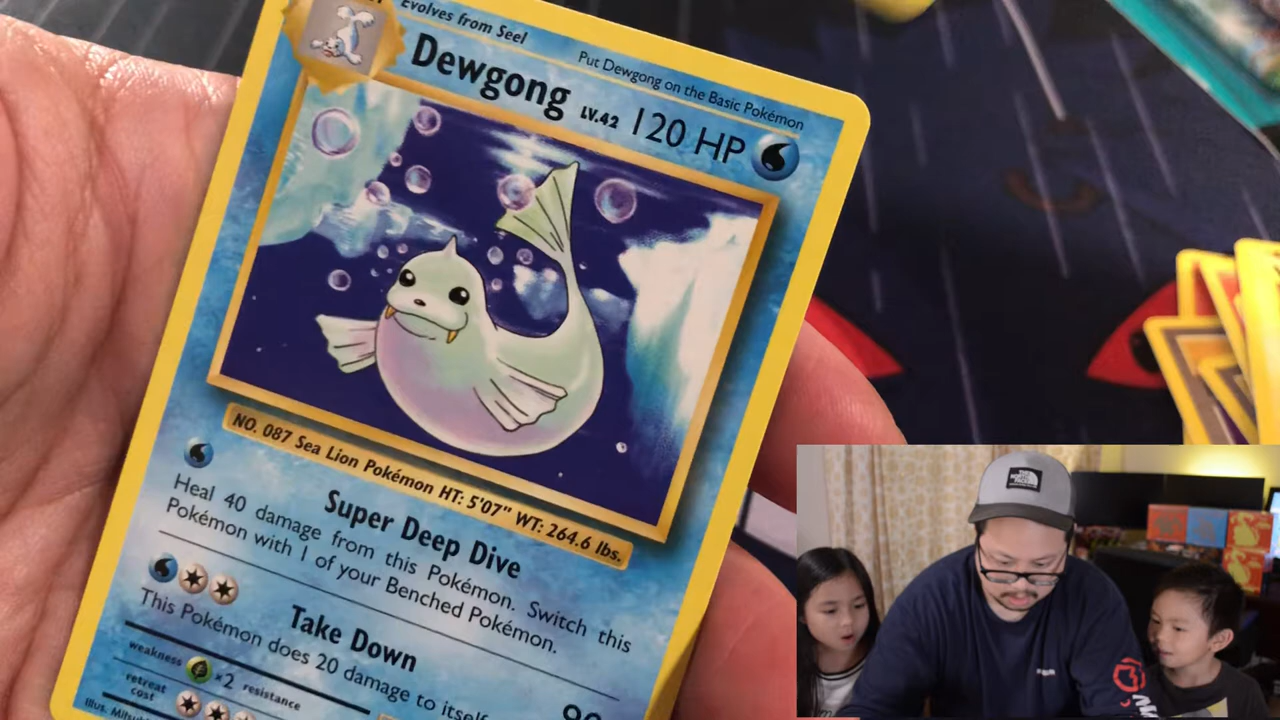 Evolves from Seel
Put Dewgong on the Basic Pokémon
Dewgong LV.42 120 HP
NO. 087 Sea Lion Pokémon HT: 5'07" WT: 264.6 lbs.
Super Deep Dive
Heal 40 damage from this Pokémon. Switch this
Pokémon with 1 of your Benched Pokémon.
Take Down
This Pokémon does 20 damage to itself.
weakness ×2 resistance
retreat
cost
Illus.
THE
NORTH
FACE